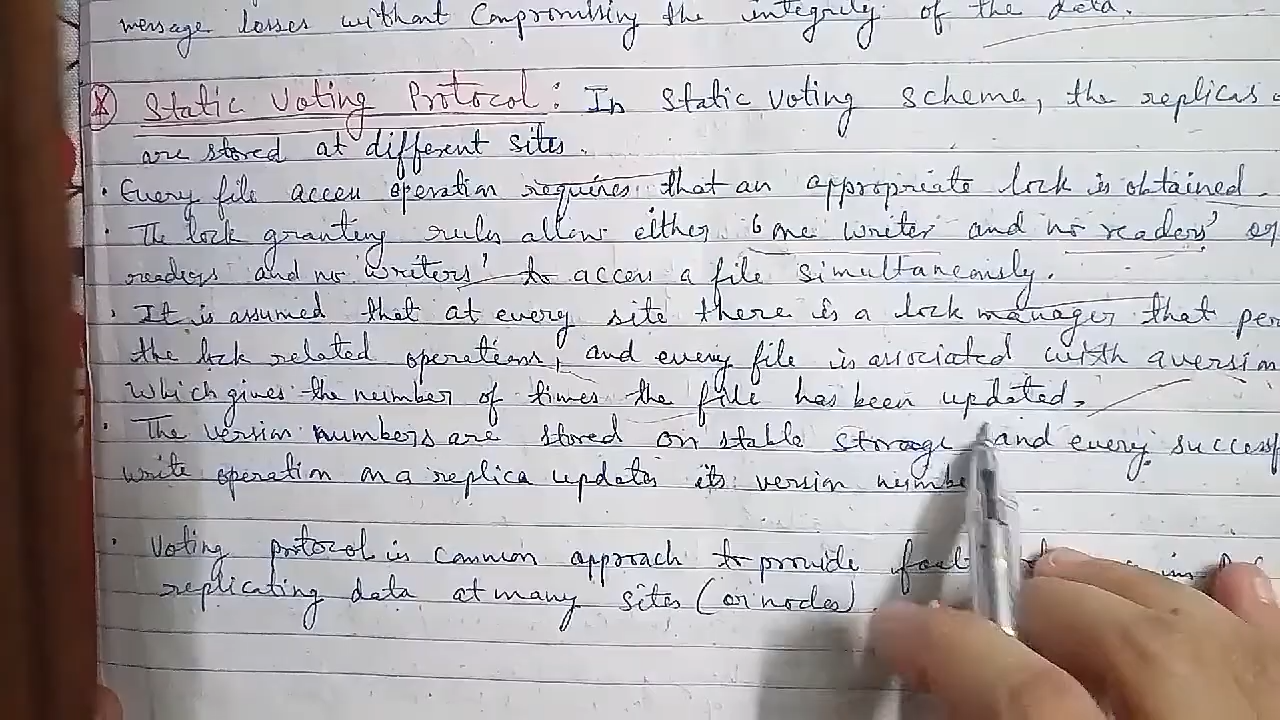 message losses without compromising the integrity of the data.
Static Voting Protocol : In static voting scheme, the replicas
are stored at different sites.
• Every file access operation requires that an appropriate lock is obtained.
• The lock granting rules allow either 'one writer and no readers' or
readers and no writers' to access a file simultaneously.
• It is assumed that at every site there is a lock manager that
the lock related operations, and every file is associated with a version
which gives the number of times the file has been updated.
• The version numbers are stored on stable storage and every
write operation on a replica updates its version
• Voting protocol is common approach to provide
replicating data at many sites (or nodes).